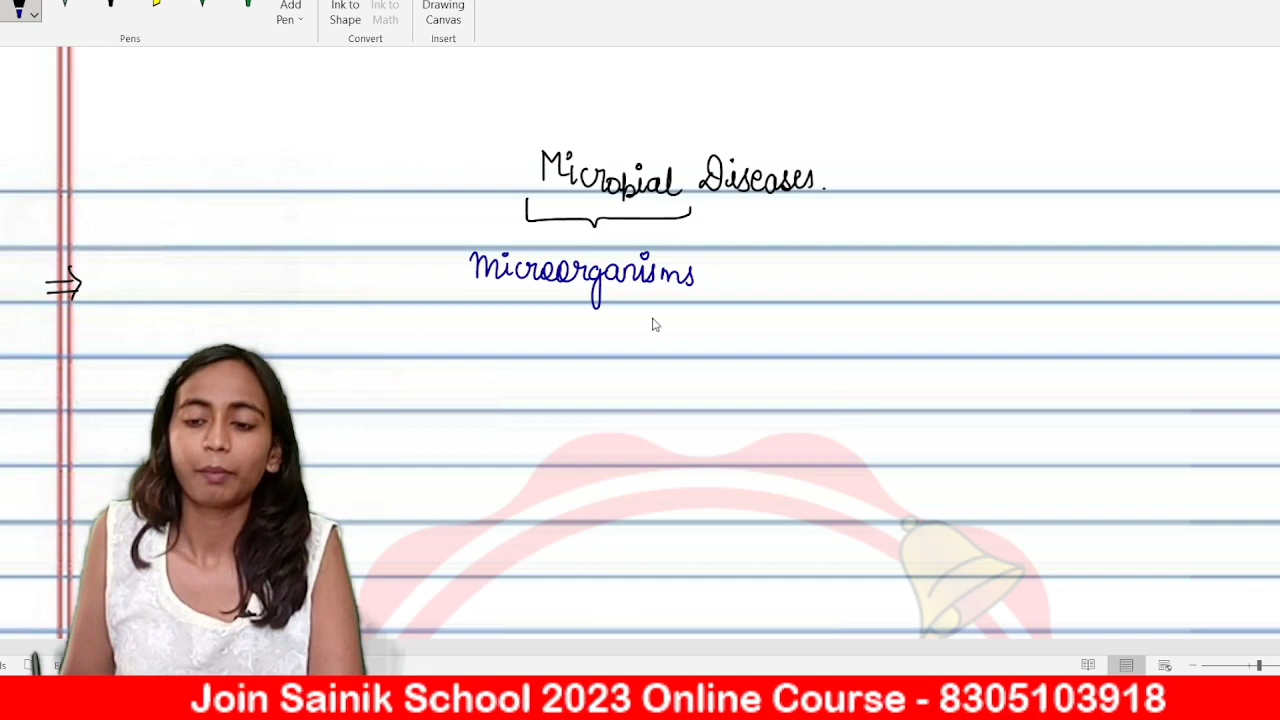 Add
Pen
Ink to
Shape
Ink to
Math
Drawing
Canvas
Pens
Convert
Insert
Microbial Diseases.
⇒
Microorganisms
Join Sainik School 2023 Online Course - 8305103918